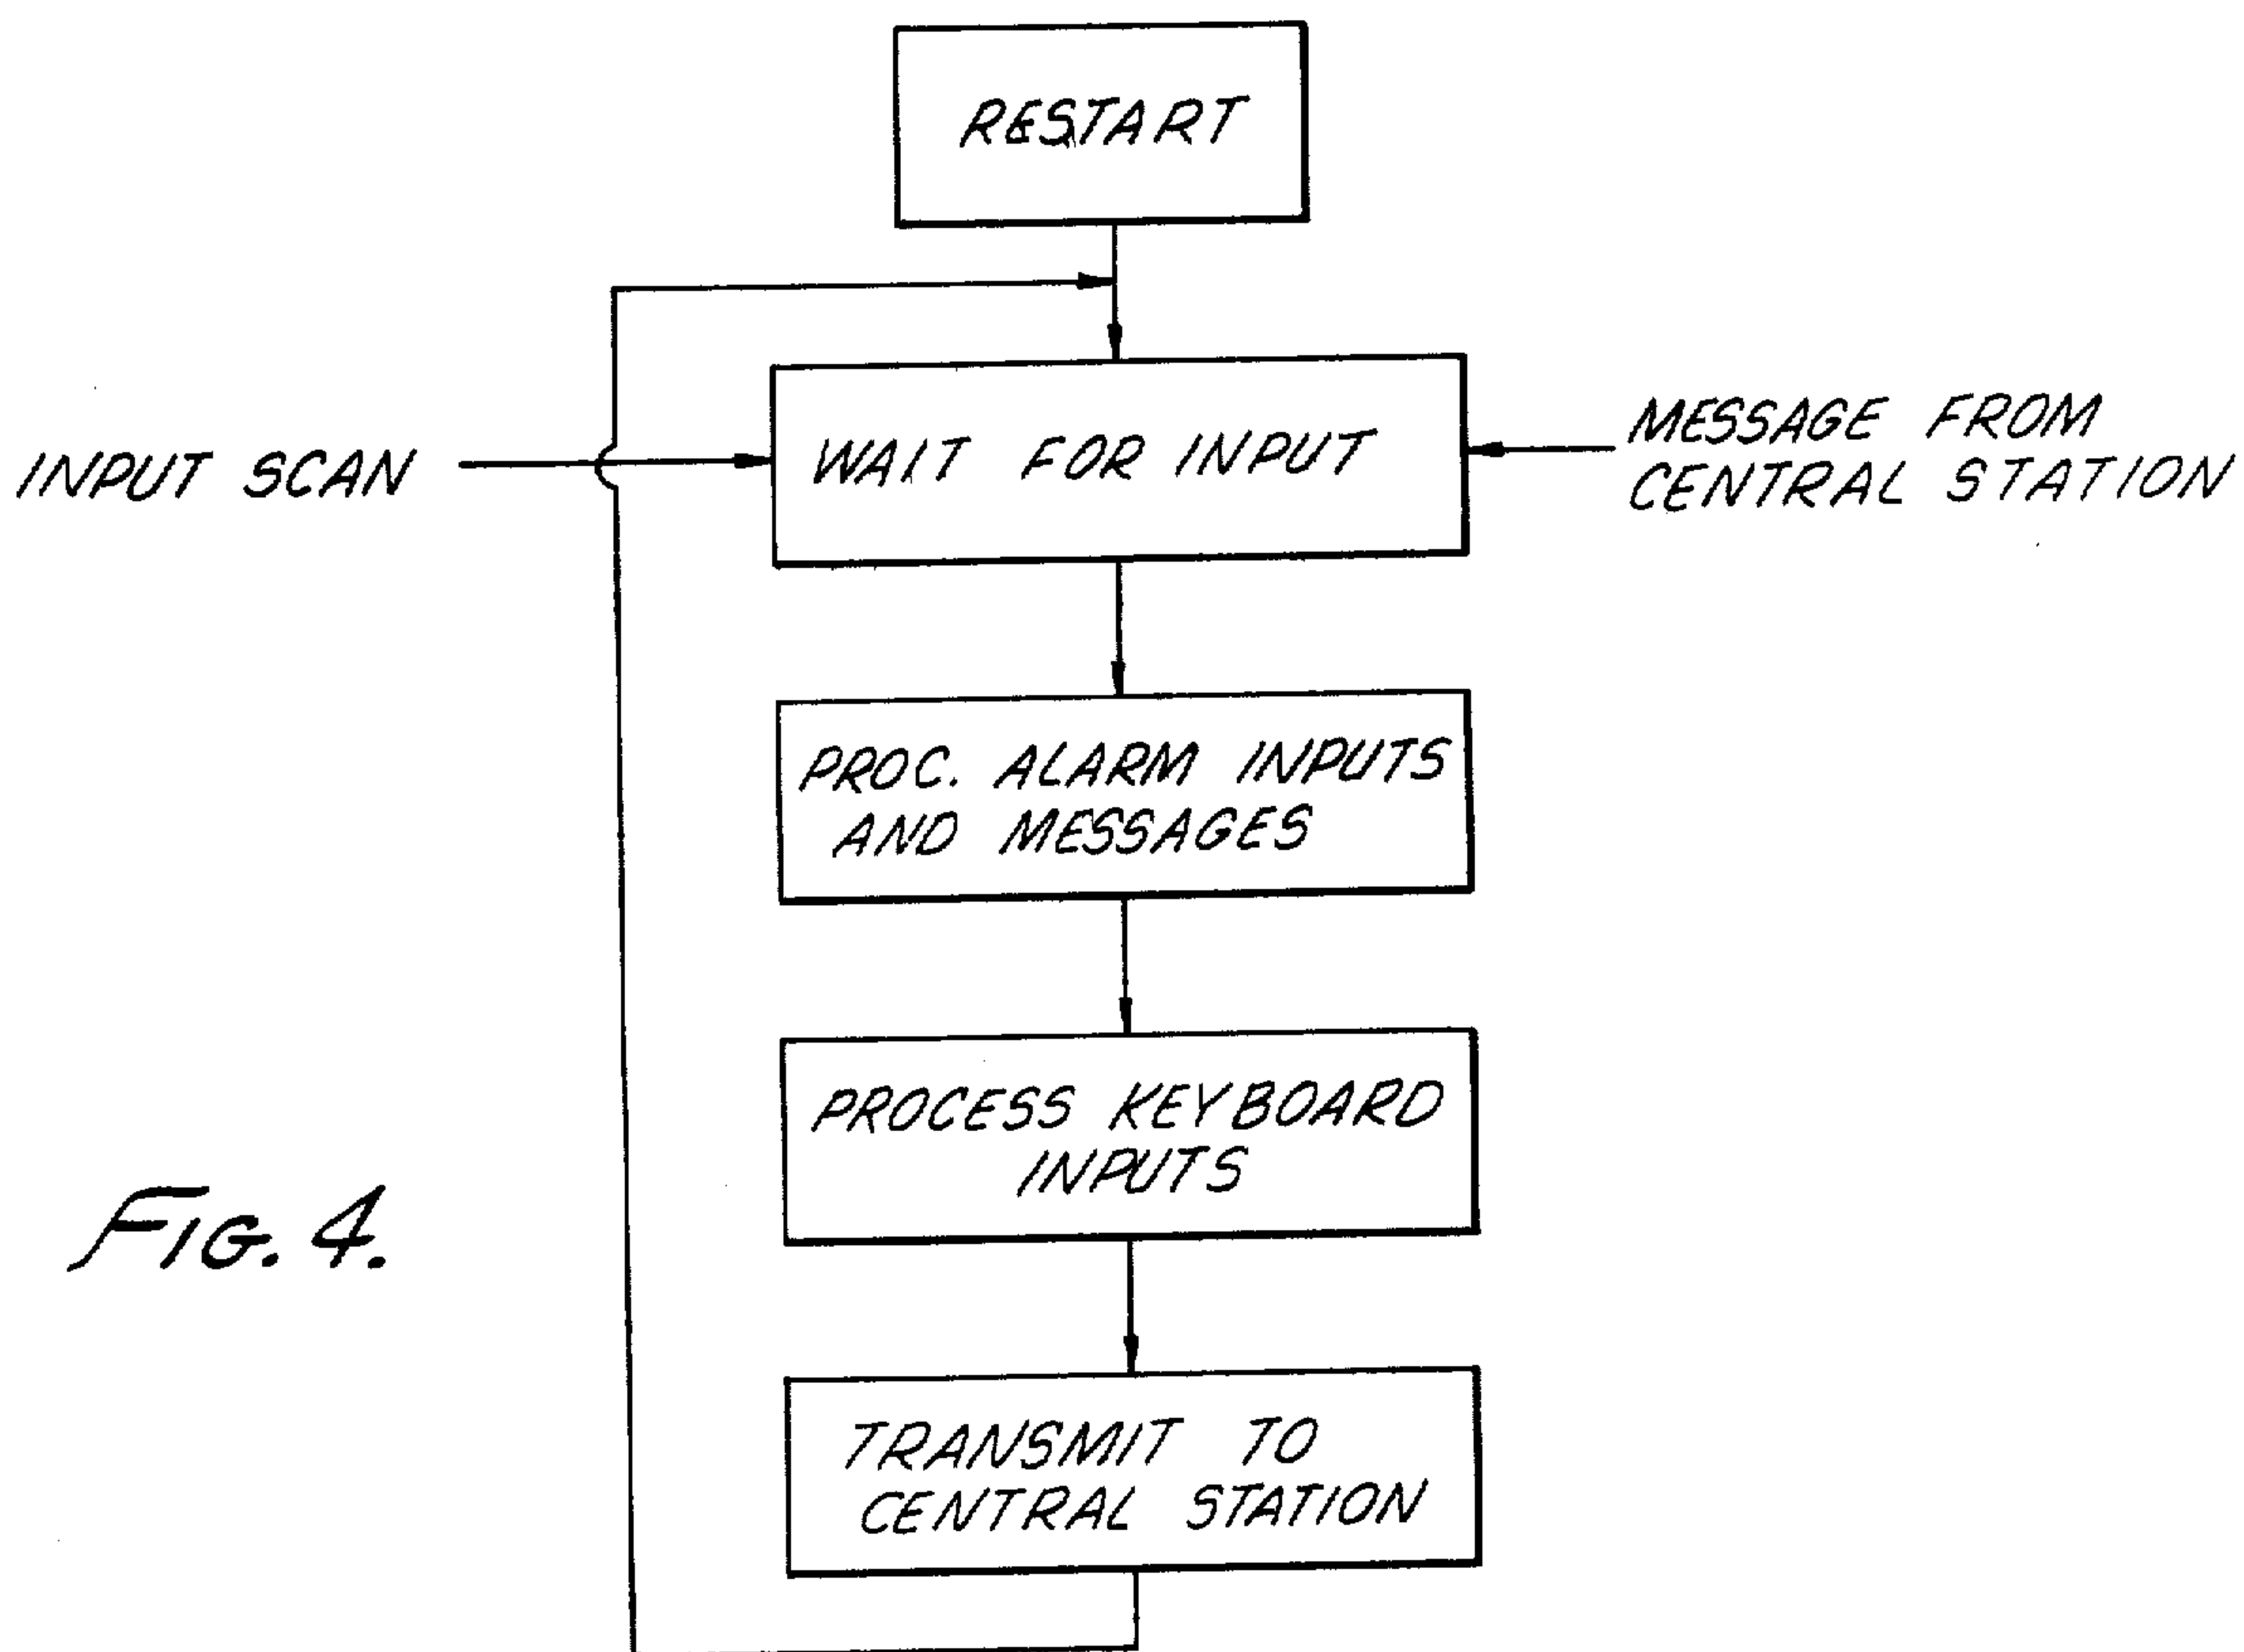 RESTART
INPUT SCAN
WAIT FOR INPUT
MESSAGE FROM
CENTRAL STATION
PROC. ALARM INPUTS
AND MESSAGES
PROCESS KEYBOARD
INPUTS
FIG. 4.
TRANSMIT TO
CENTRAL STATION